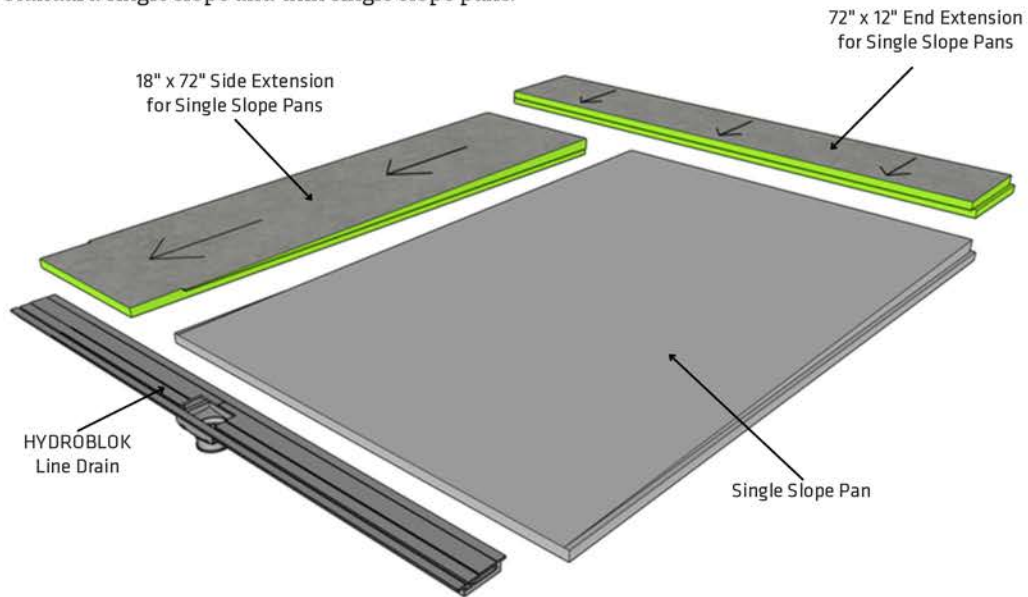 72" x 12" End Extension
for Single Slope Pans
18" x 72" Side Extension
for Single Slope Pans
HYDROBLOK
Line Drain
Single Slope Pan